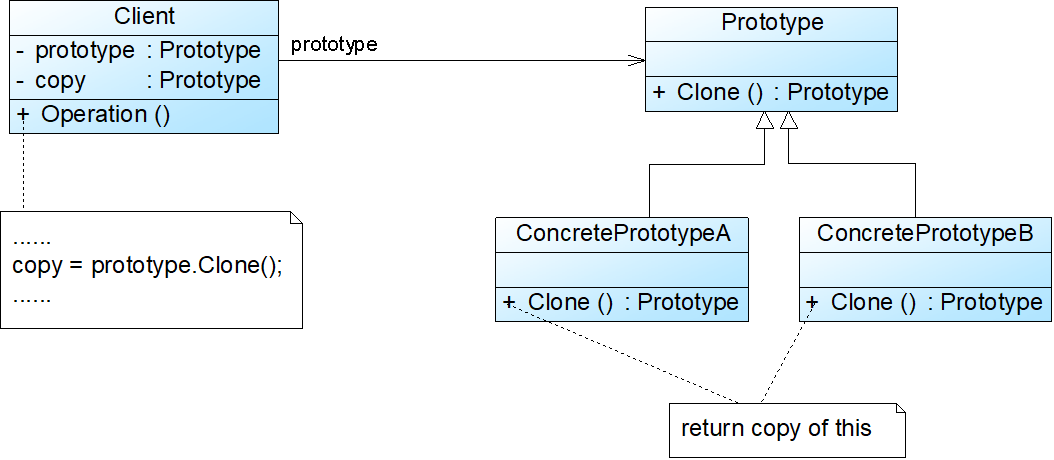 Client
- prototype : Prototype
- copy : Prototype
+ Operation ()
prototype
Prototype
+ Clone () : Prototype
......
copy = prototype.Clone();
......
ConcretePrototypeA
+ Clone () : Prototype
ConcretePrototypeB
+ Clone () : Prototype
return copy of this